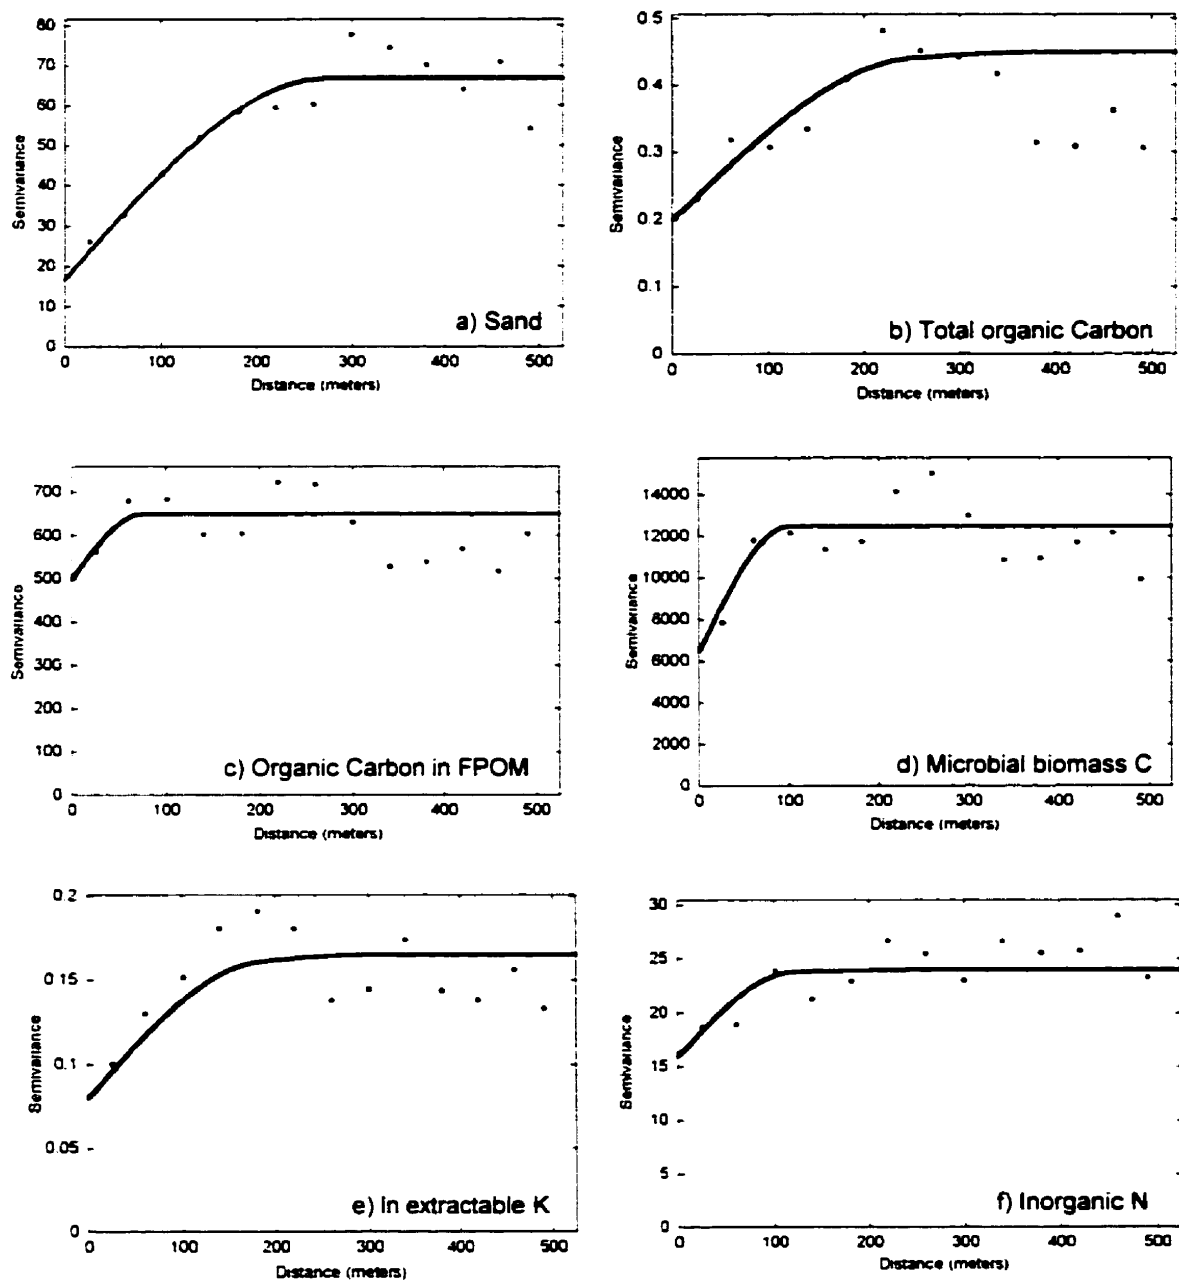 80
70
60
50
40
30
20
10
0
Semivariance
a) Sand
0 100 200 300 400 500
Distance (meters)
0.5
0.4
0.3
0.2
0.1
0
Semivariance
b) Total organic Carbon
0 100 200 300 400 500
Distance (meters)
700
600
500
400
300
200
100
0
Semivariance
c) Organic Carbon in FPOM
0 100 200 300 400 500
Distance (meters)
14000
12000
10000
8000
6000
4000
2000
0
Semivariance
d) Microbial biomass C
0 100 200 300 400 500
Distance (meters)
0.2
0.15
0.1
0.05
0
Semivariance
e) ln extractable K
0 100 200 300 400 500
Distance (meters)
30
25
20
15
10
5
0
Semivariance
f) Inorganic N
0 100 200 300 400 500
Distance (meters)